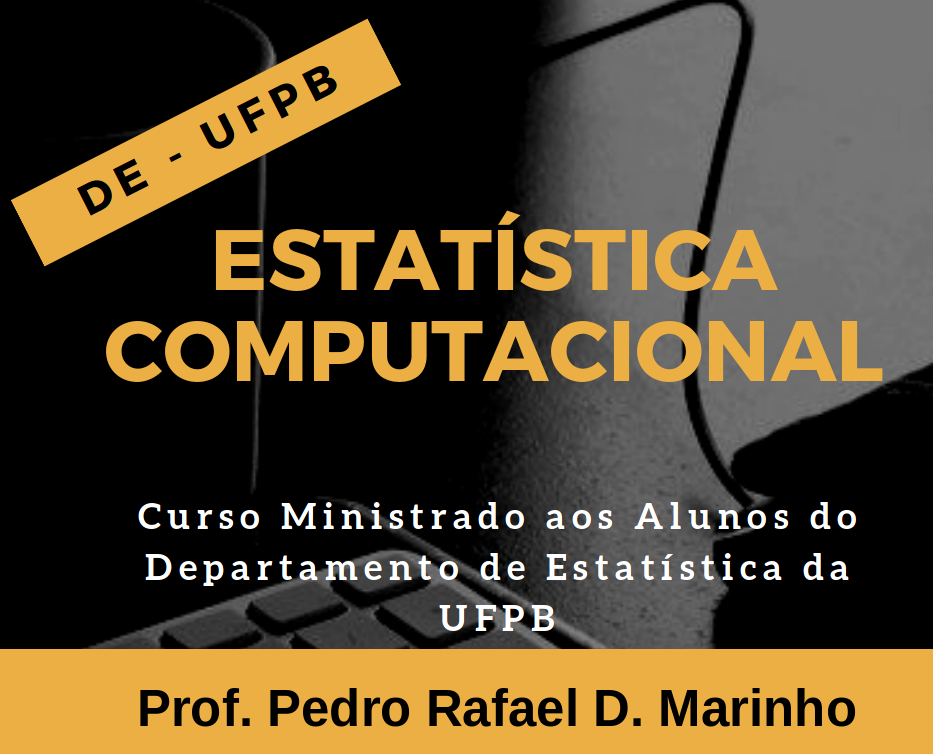 DE - UFPB
ESTATÍSTICA
COMPUTACIONAL
Curso Ministrado aos Alunos do
Departamento de Estatística da
UFPB
Prof. Pedro Rafael D. Marinho